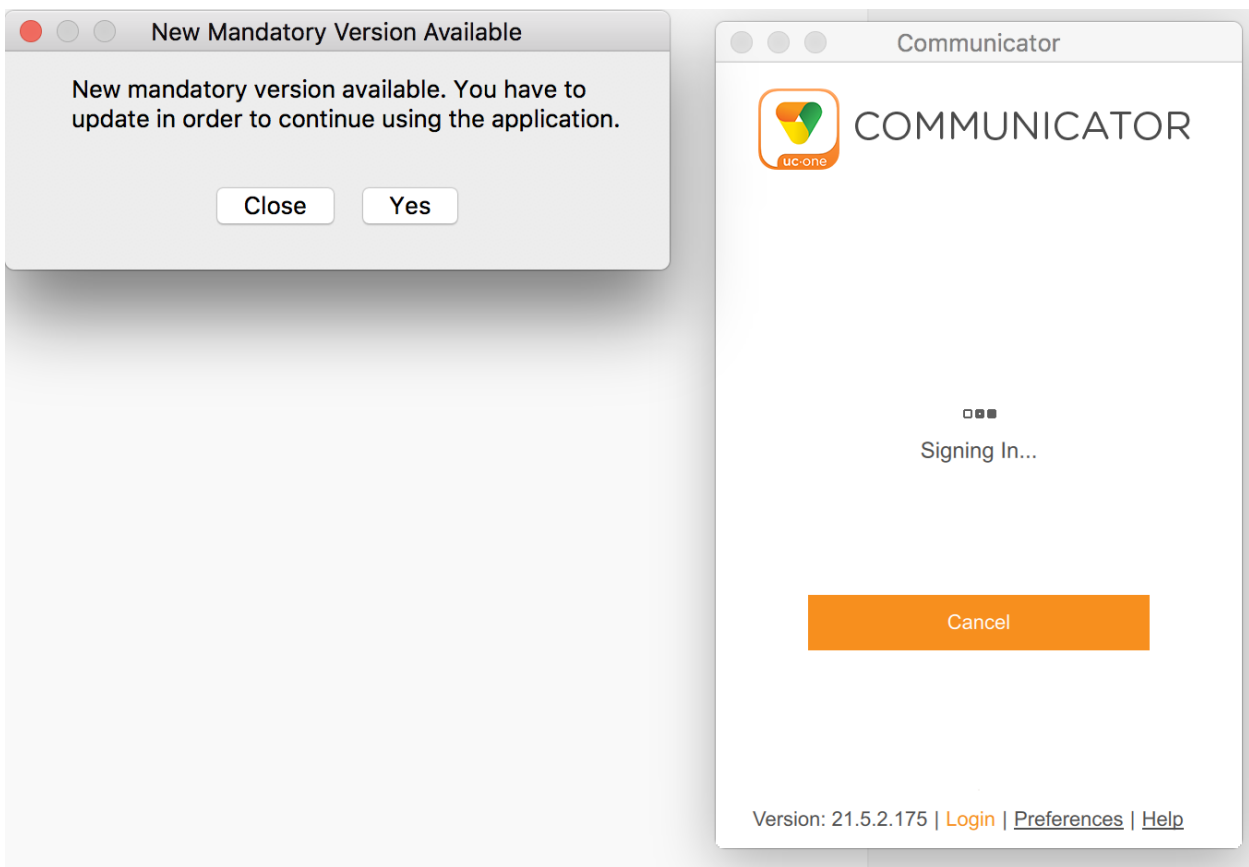 New Mandatory Version Available
New mandatory version available. You have to
update in order to continue using the application.
Close Yes
Communicator
COMMUNICATOR
uc-one
Signing In...
Cancel
Version: 21.5.2.175 | Login | Preferences | Help